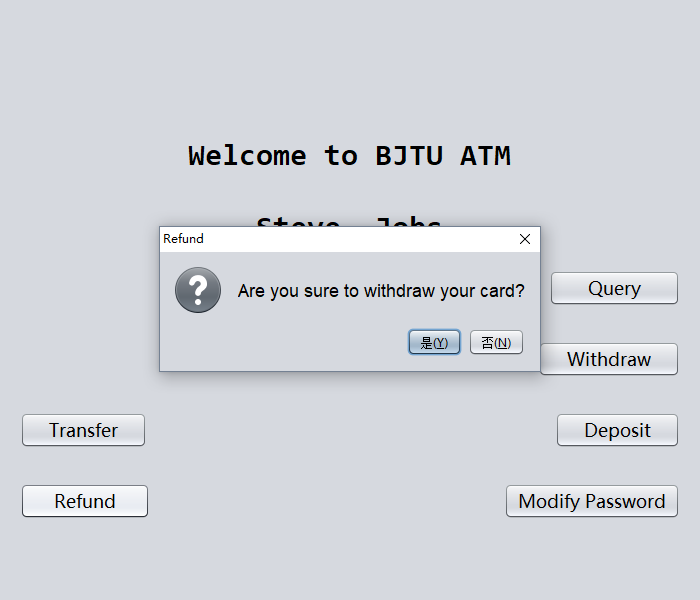 Welcome to BJTU ATM
Steve Jobs
Refund
Are you sure to withdraw your card?
是(Y)
否(N)
Query
Withdraw
Transfer
Deposit
Refund
Modify Password